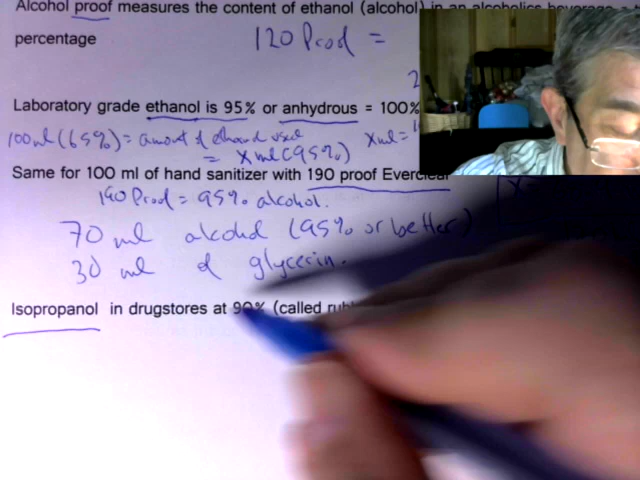 Alcohol proof measures the content of ethanol (alcohol) in an alcoholics beverage
percentage
120 Proof =
2
Laboratory grade ethanol is 95% or anhydrous = 100%
100 ml (65%) = amount of ethanol used x ml =
= x ml (95%)
Same for 100 ml of hand sanitizer with 190 proof Everclear
190 Proof = 95% alcohol.
70 ml alcohol (95% or better)
30 ml of glycerin.
Isopropanol in drugstores at 90% (called